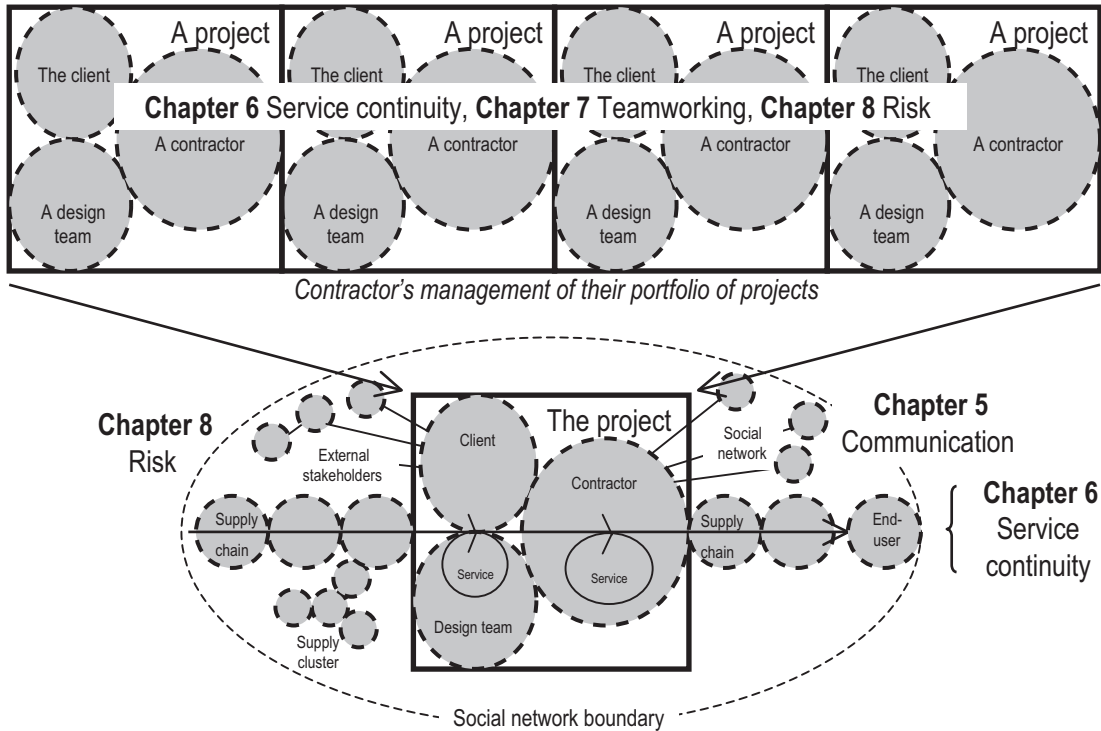 A project
A project
A project
A project
The client
The client
The client
The client
Chapter 6 Service continuity, Chapter 7 Teamworking, Chapter 8 Risk
A contractor
A contractor
A contractor
A contractor
A design
team
A design
team
A design
team
A design
team
Contractor's management of their portfolio of projects
Chapter 8
Risk
External
stakeholders
Client
The project
Contractor
Social
network
Chapter 5
Communication
Supply
chain
Service
Service
Design team
Supply
chain
End-
user
Chapter 6
Service
continuity
Supply
cluster
Social network boundary